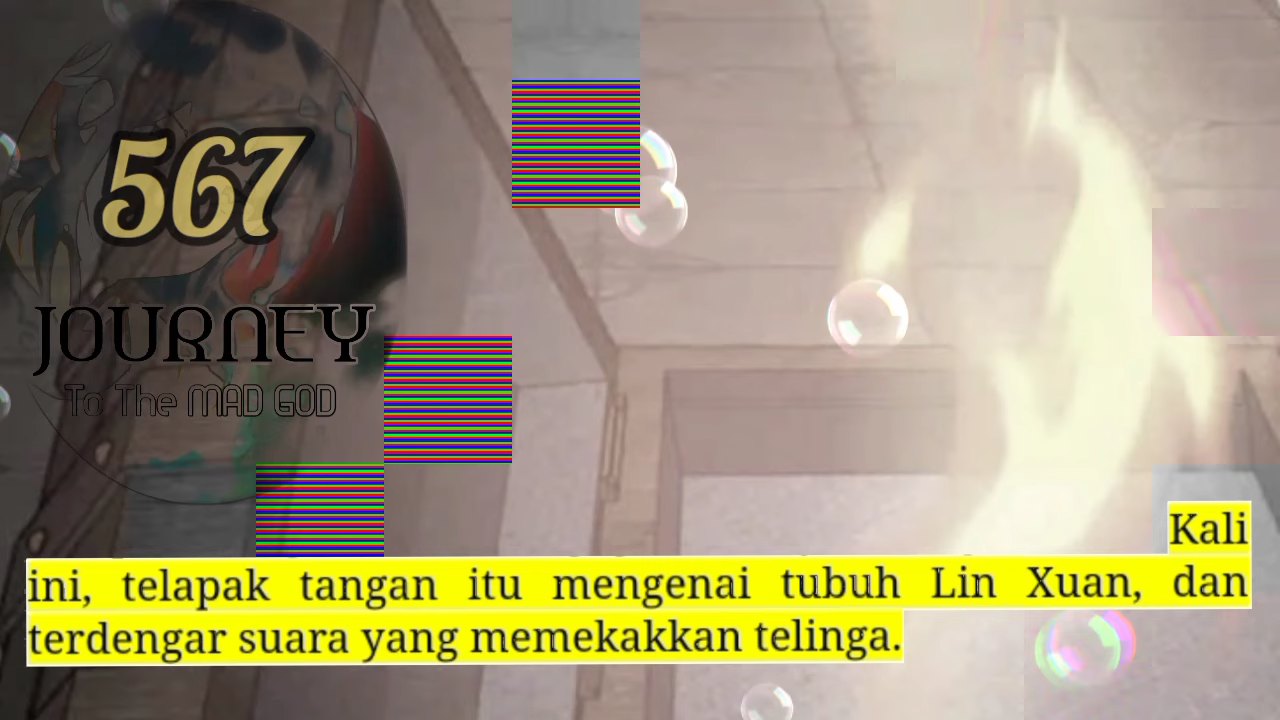 567
JOURNEY
To The MAD GOD
Kali
ini, telapak tangan itu mengenai tubuh Lin Xuan, dan
terdengar suara yang memekakkan telinga.